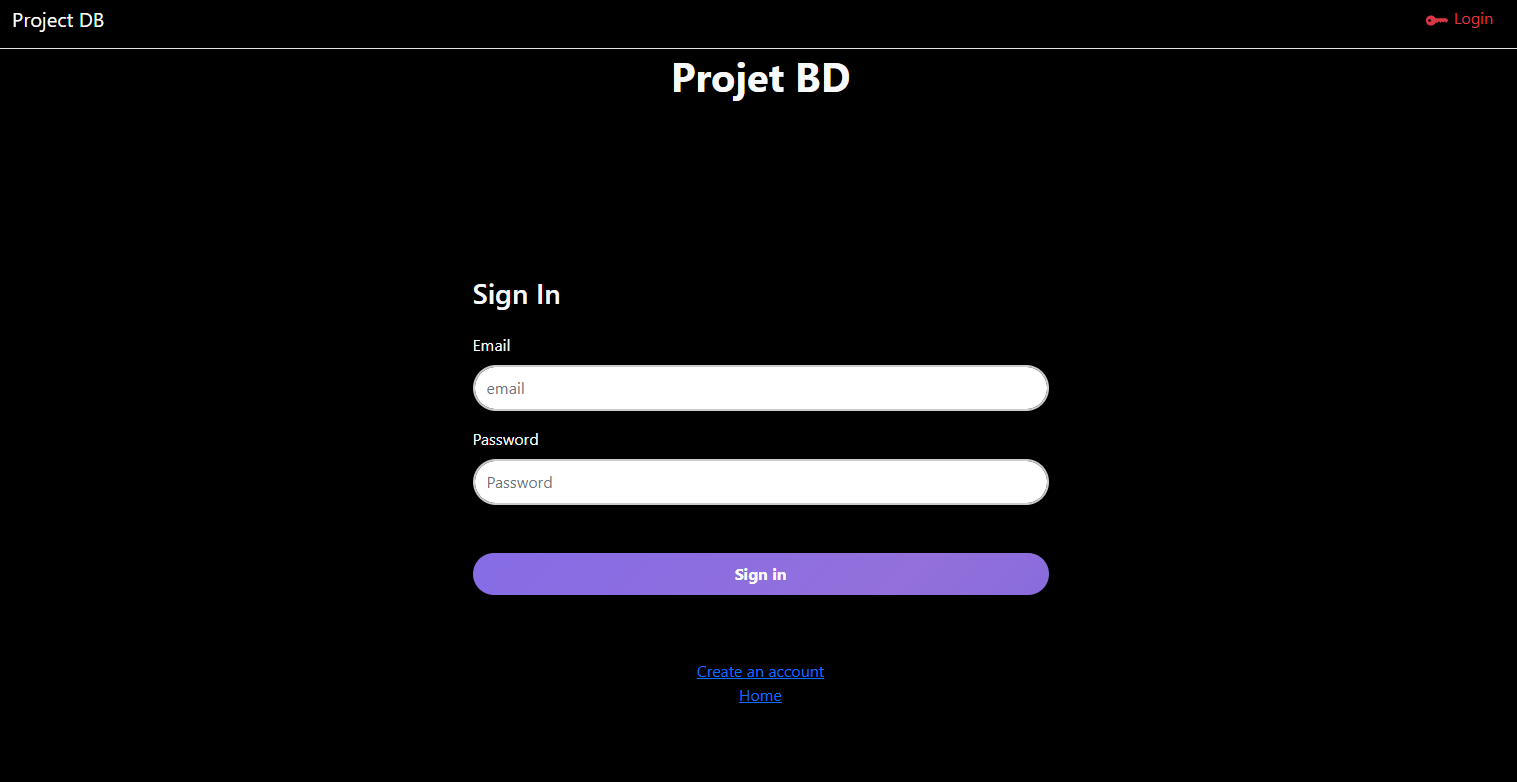 Project DB
Login
Projet BD
Sign In
Email
email
Password
Password
Sign in
Create an account
Home